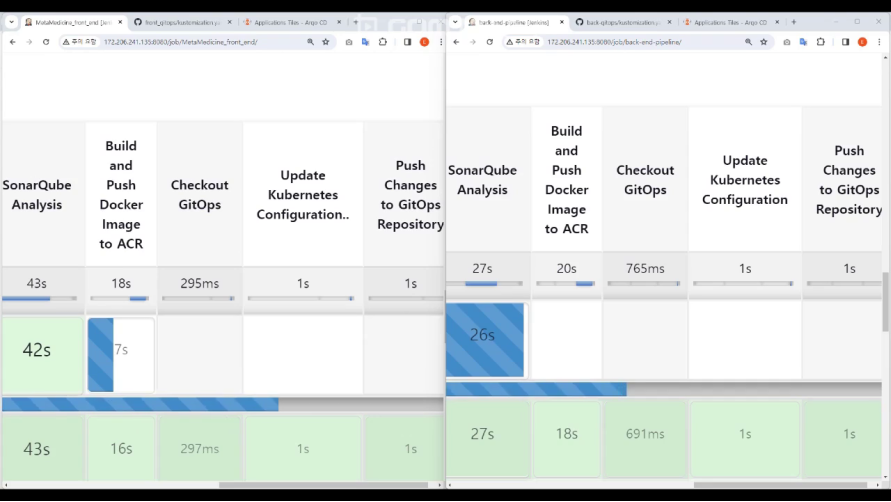 MetaMedicine_front_end [Jen
front_gitops/kustomization.y
Applications Tiles - Argo CD
주의 요함
172.206.241.135:8080/job/MetaMedicine_front_end/
SonarQube
Analysis
Build
and
Push
Docker
Image
to ACR
Checkout
GitOps
Update
Kubernetes
Configuration..
Push
Changes
to GitOps
Repository
43s
18s
295ms
1s
1s
42s
7s
43s
16s
297ms
1s
1s
back-end-pipeline [Jenkins]
back-gitops/kustomization.ya
Applications Tiles - Argo CD
주의 요함
172.206.241.135:8080/job/back-end-pipeline/
SonarQube
Analysis
Build
and
Push
Docker
Image
to ACR
Checkout
GitOps
Update
Kubernetes
Configuration
Push
Changes
to GitOps
Repository
27s
20s
765ms
1s
1s
26s
27s
18s
691ms
1s
1s